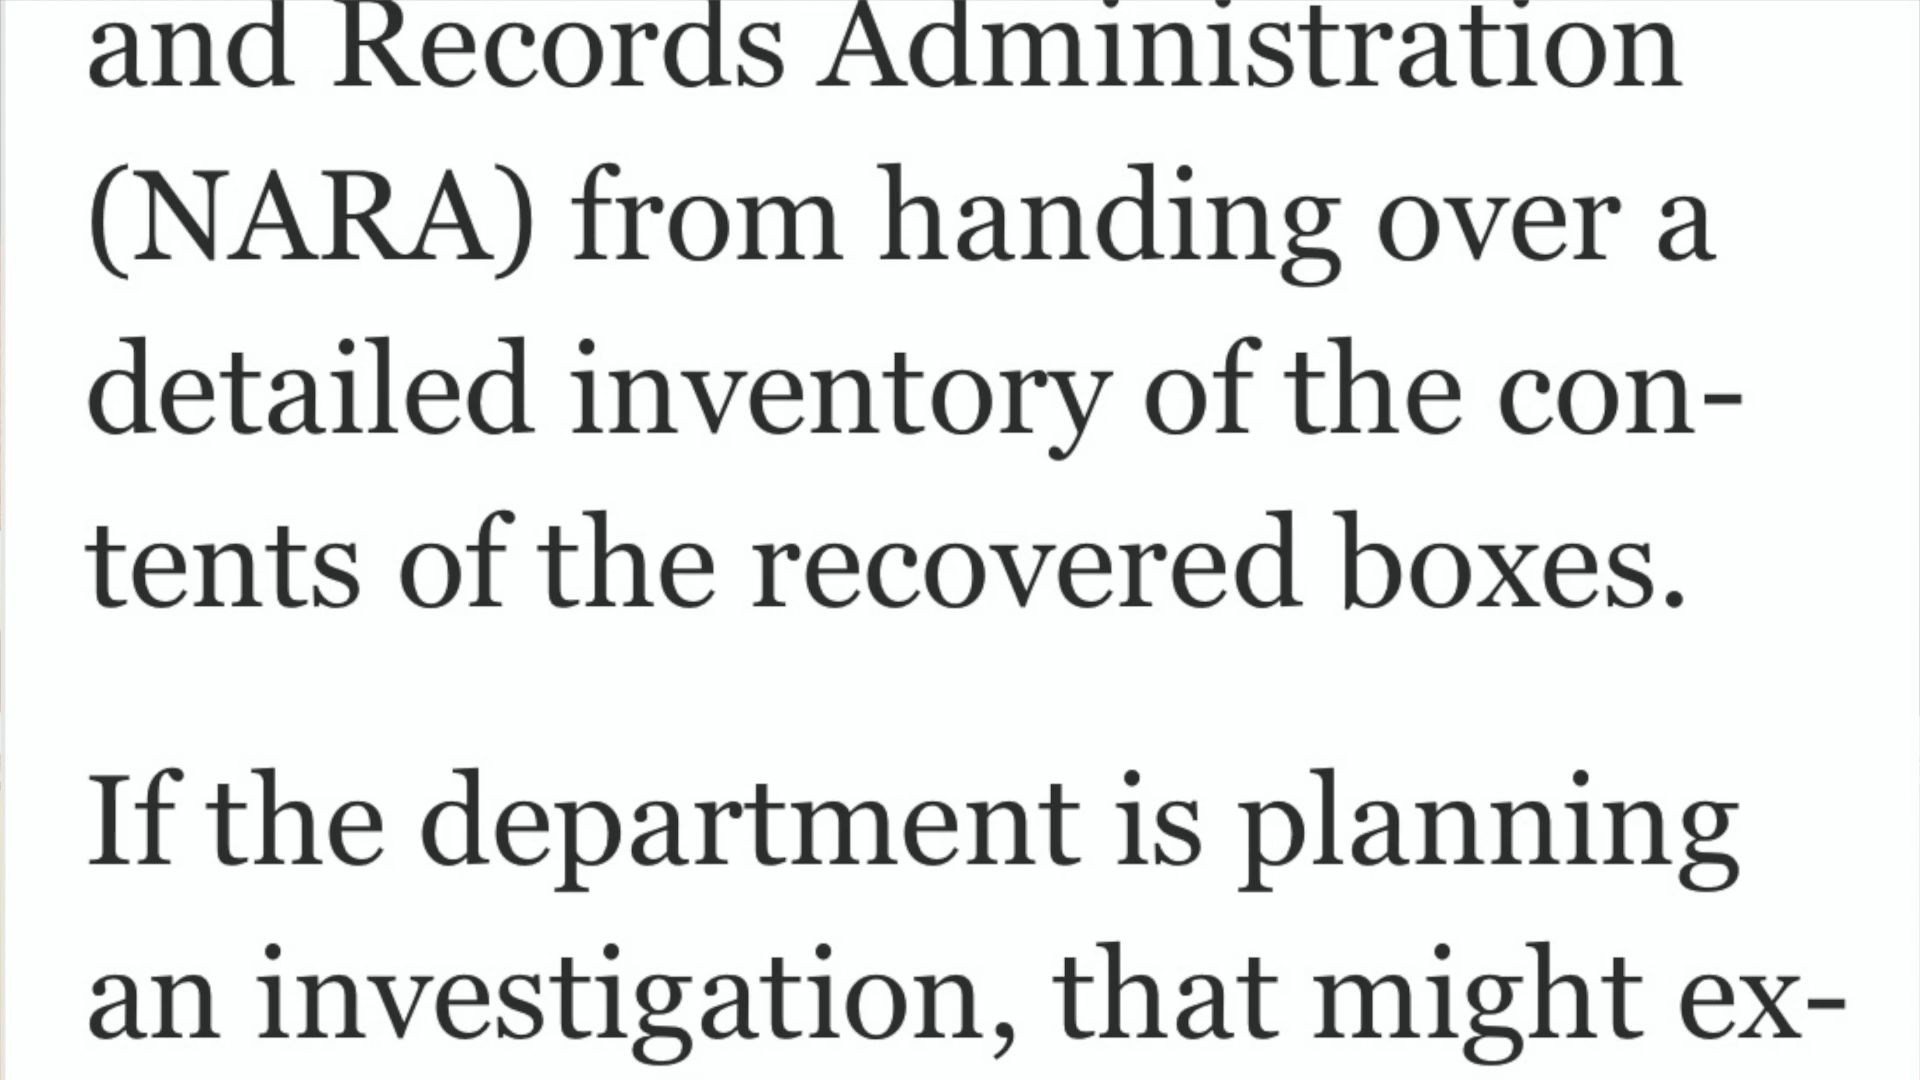 and Records Administration
(NARA) from handing over a
detailed inventory of the con-
tents of the recovered boxes.
If the department is planning
an investigation, that might ex-